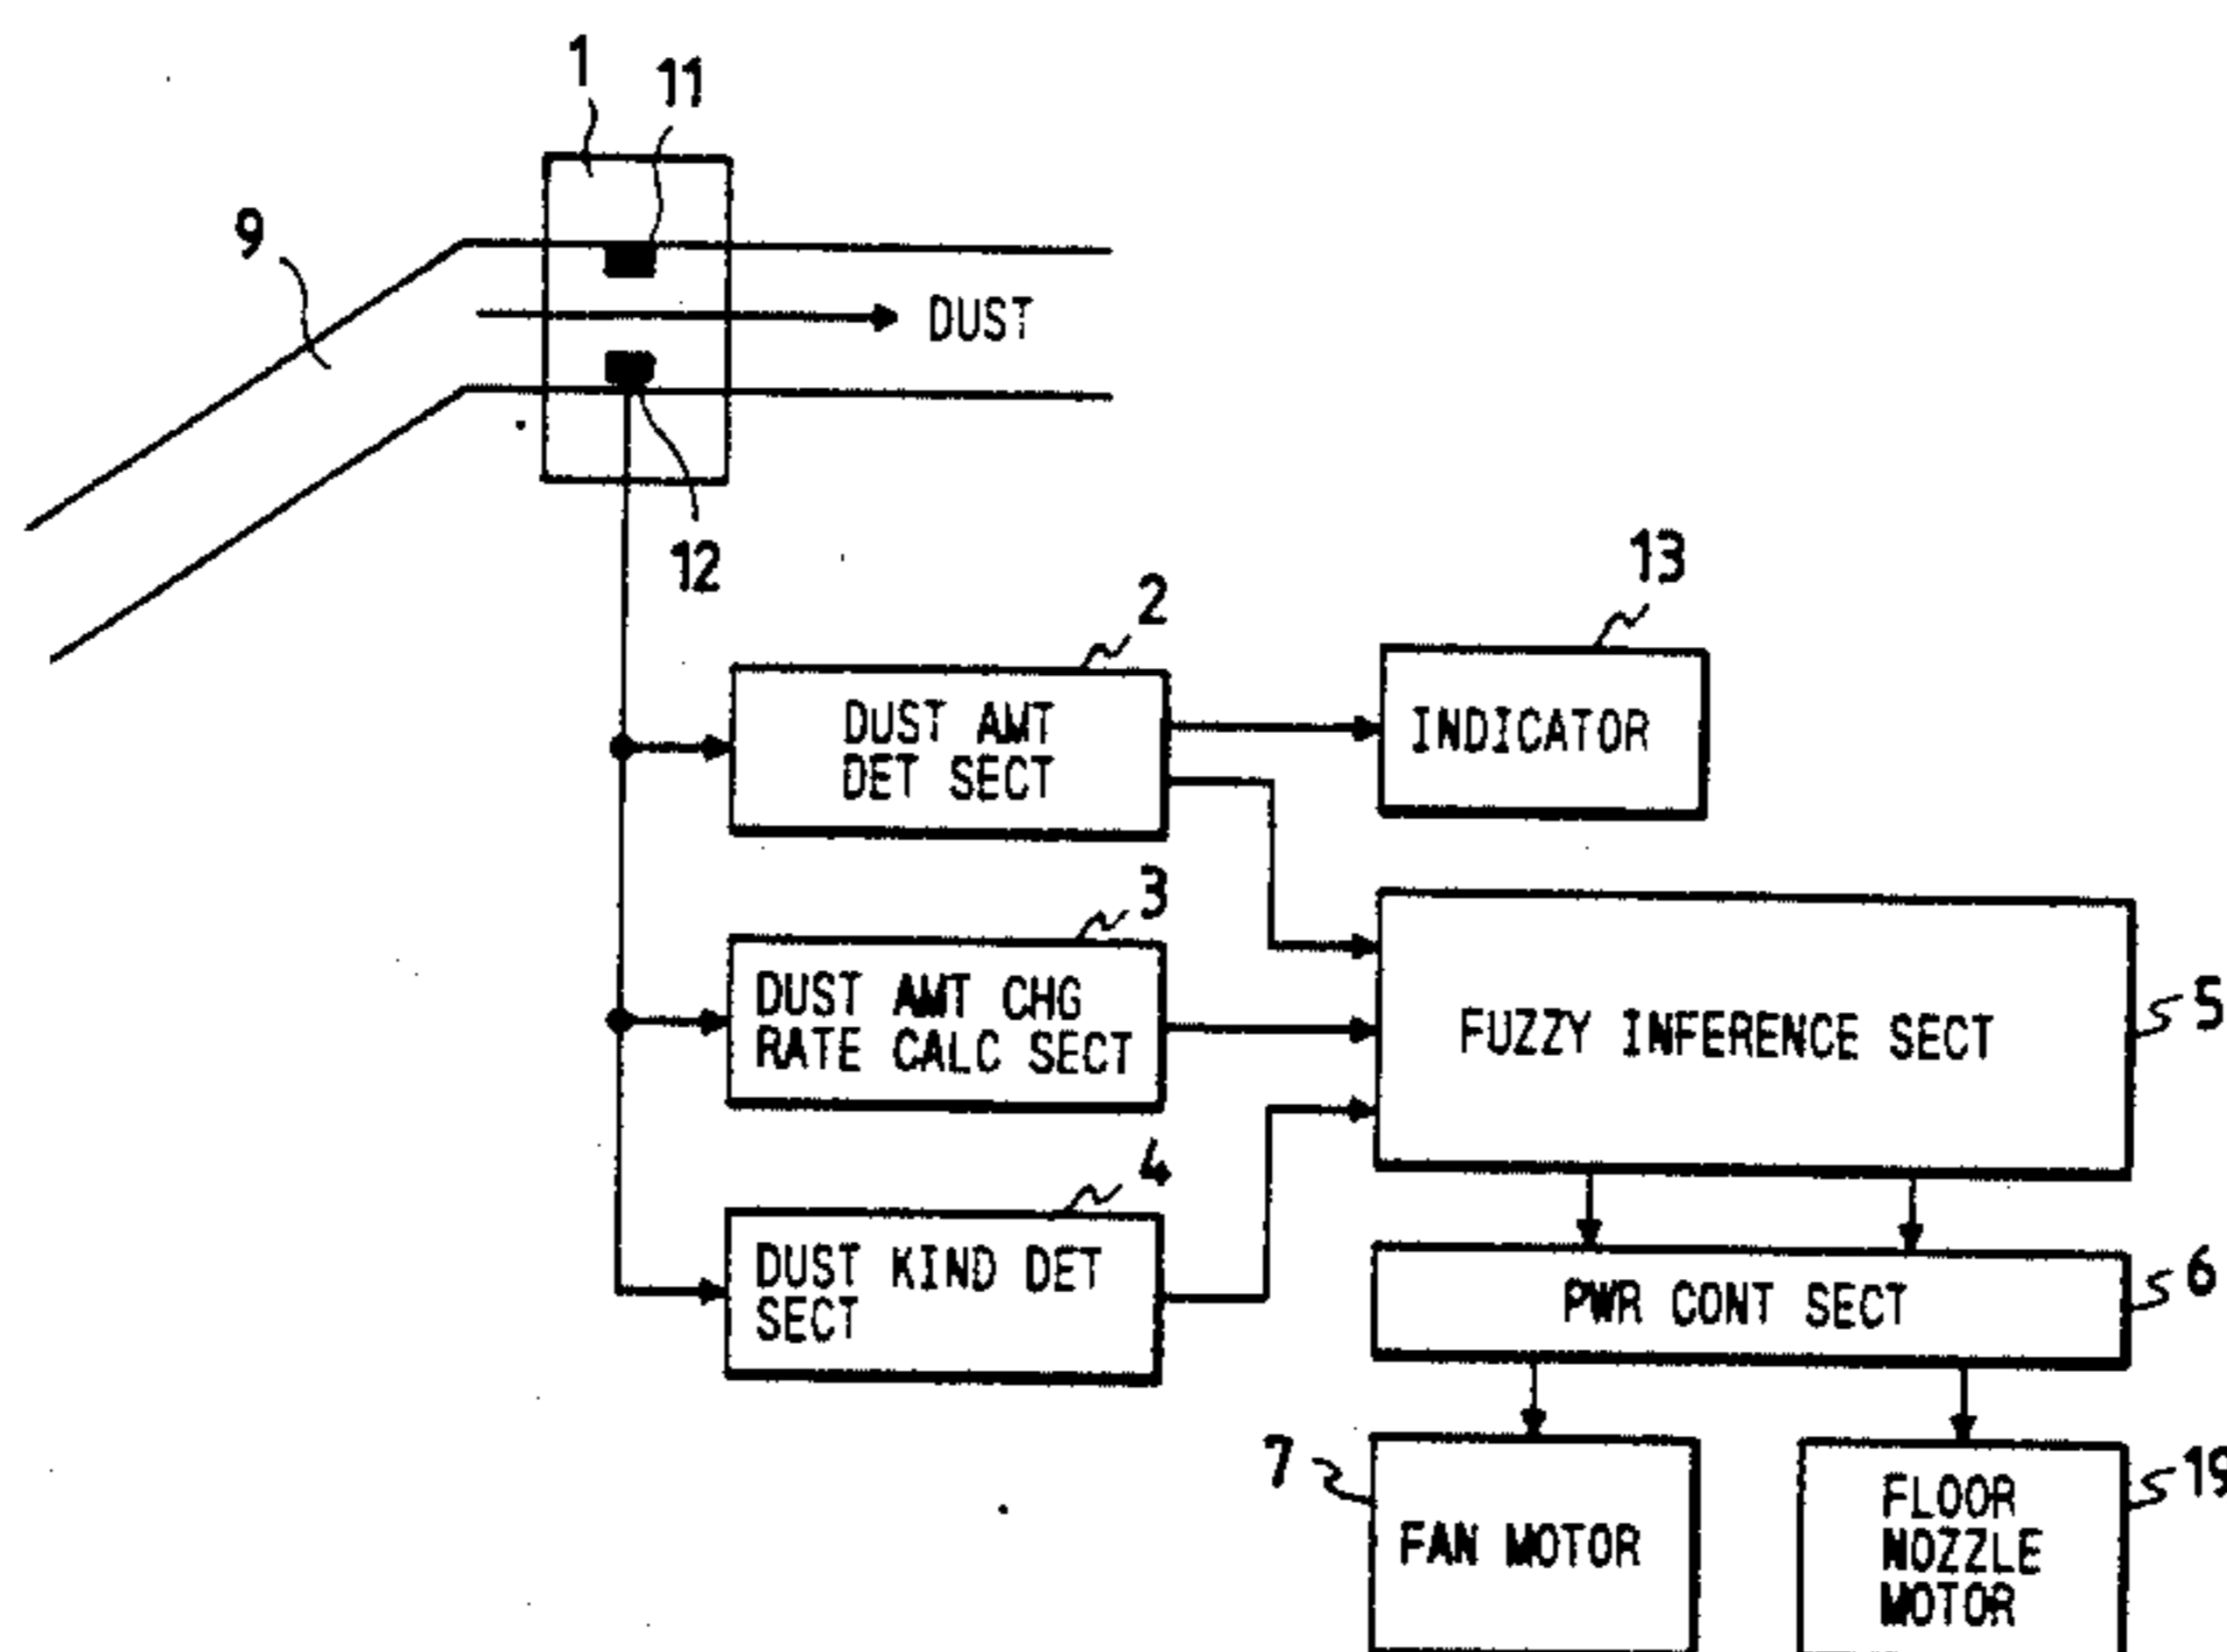 1
11
9
DUST
12
13
2
DUST AMT
DET SECT
INDICATOR
3
DUST AMT CHG
RATE CALC SECT
FUZZY INFERENCE SECT
5
4
DUST KIND DET
SECT
PWR CONT SECT
6
7
FAN MOTOR
FLOOR
NOZZLE
MOTOR
19